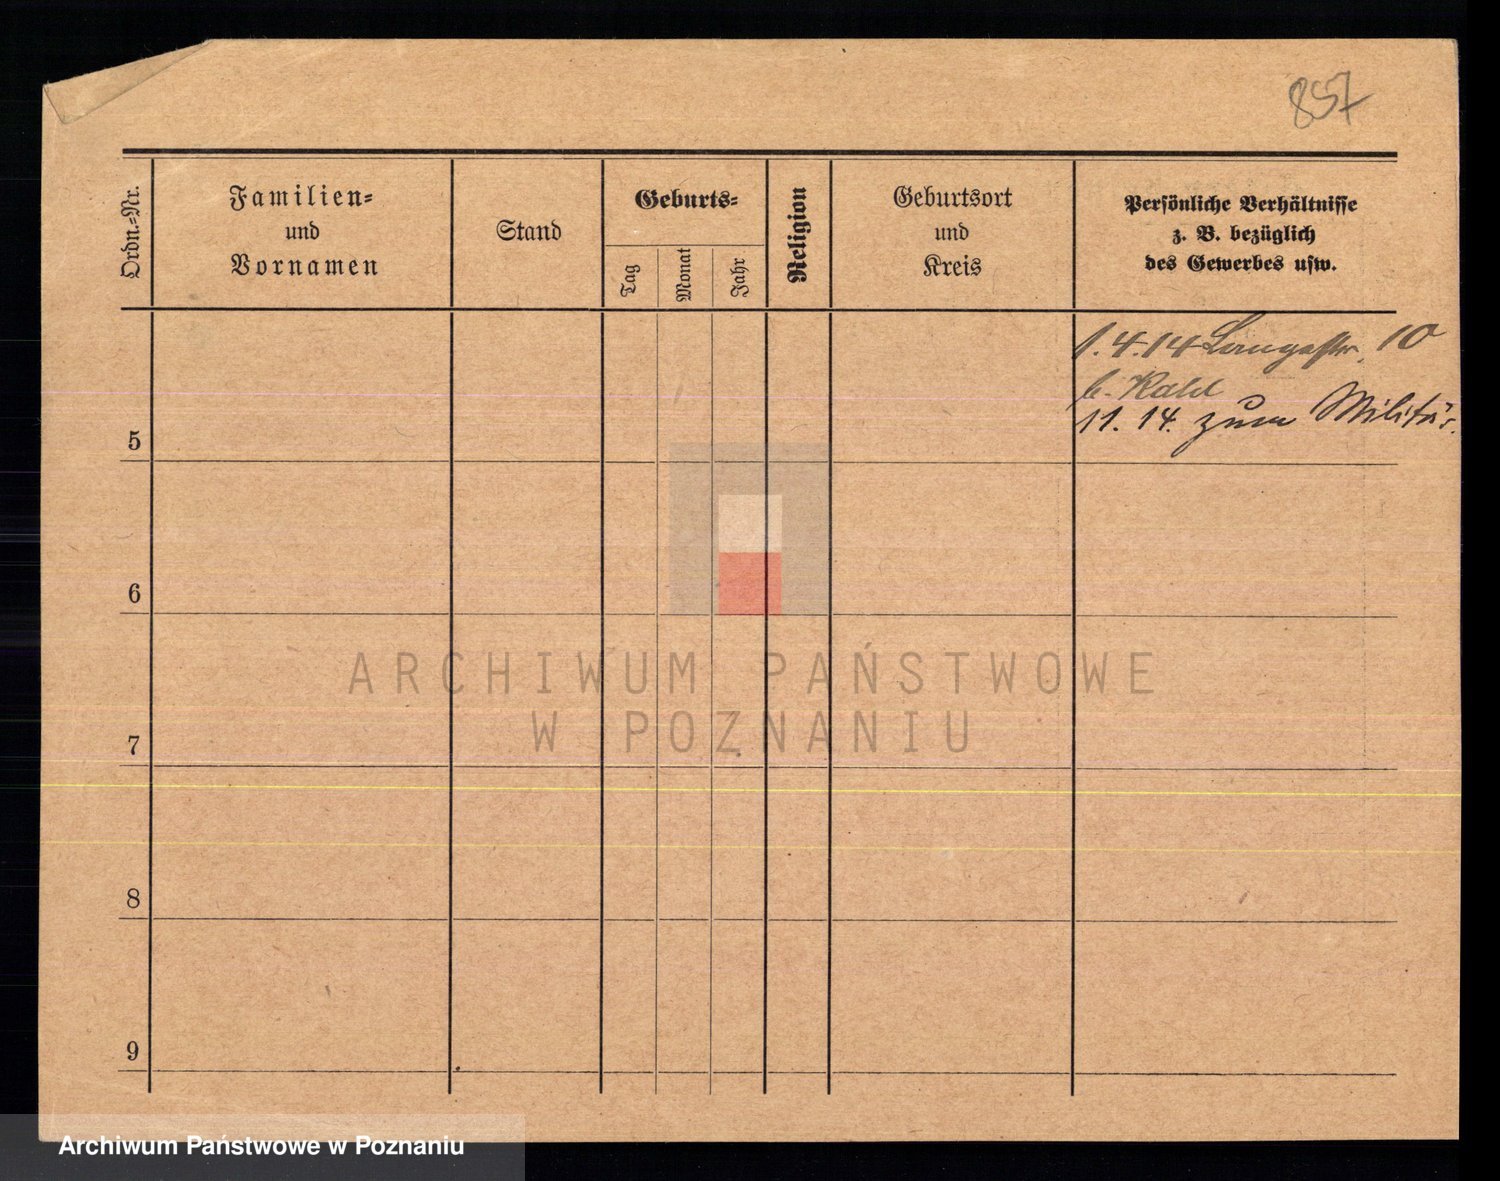 857
Ordn.-Nr.
Familien-
und
Vornamen
Stand
Geburts-
Tag
Monat
Jahr
Religion
Geburtsort
und
Kreis
Persönliche Verhältnisse
z. B. bezüglich
des Gewerbes usw.
1.4.14 Langestr. 10
b. Kahl
11. 14. zum Militär.
5
6
7
8
9
ARCHIWUM PAŃSTWOWE
W POZNANIU
Archiwum Państwowe w Poznaniu